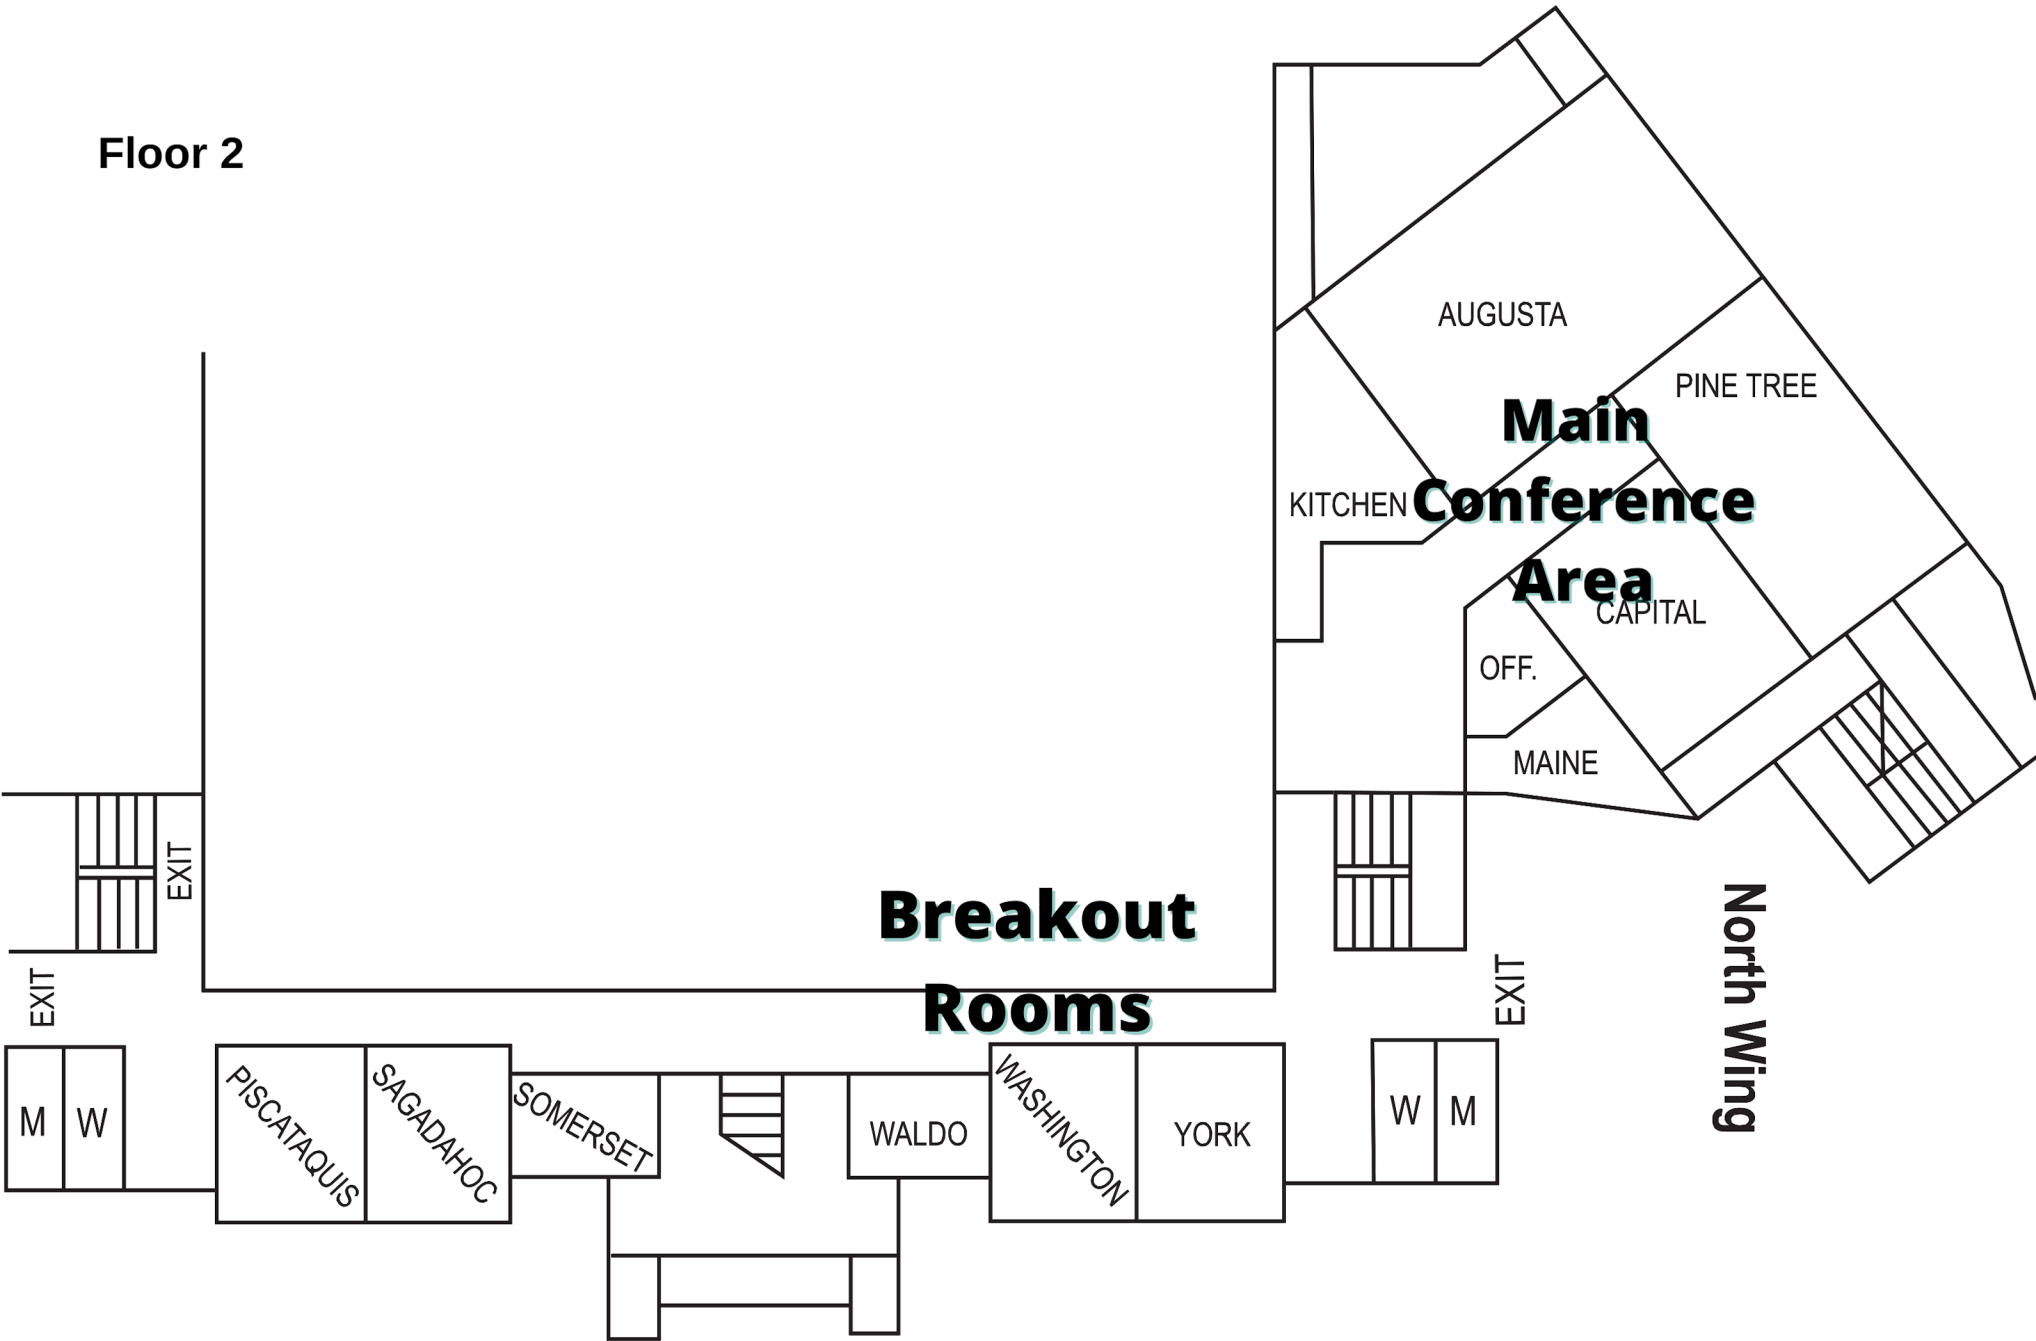 Floor 2
AUGUSTA
PINE TREE
Main
Conference
Area
KITCHEN
CAPITAL
OFF.
MAINE
EXIT
EXIT
Breakout
Rooms
EXIT
North Wing
M
W
PISCATAQUIS
SAGADAHOC
SOMERSET
WALDO
WASHINGTON
YORK
W
M